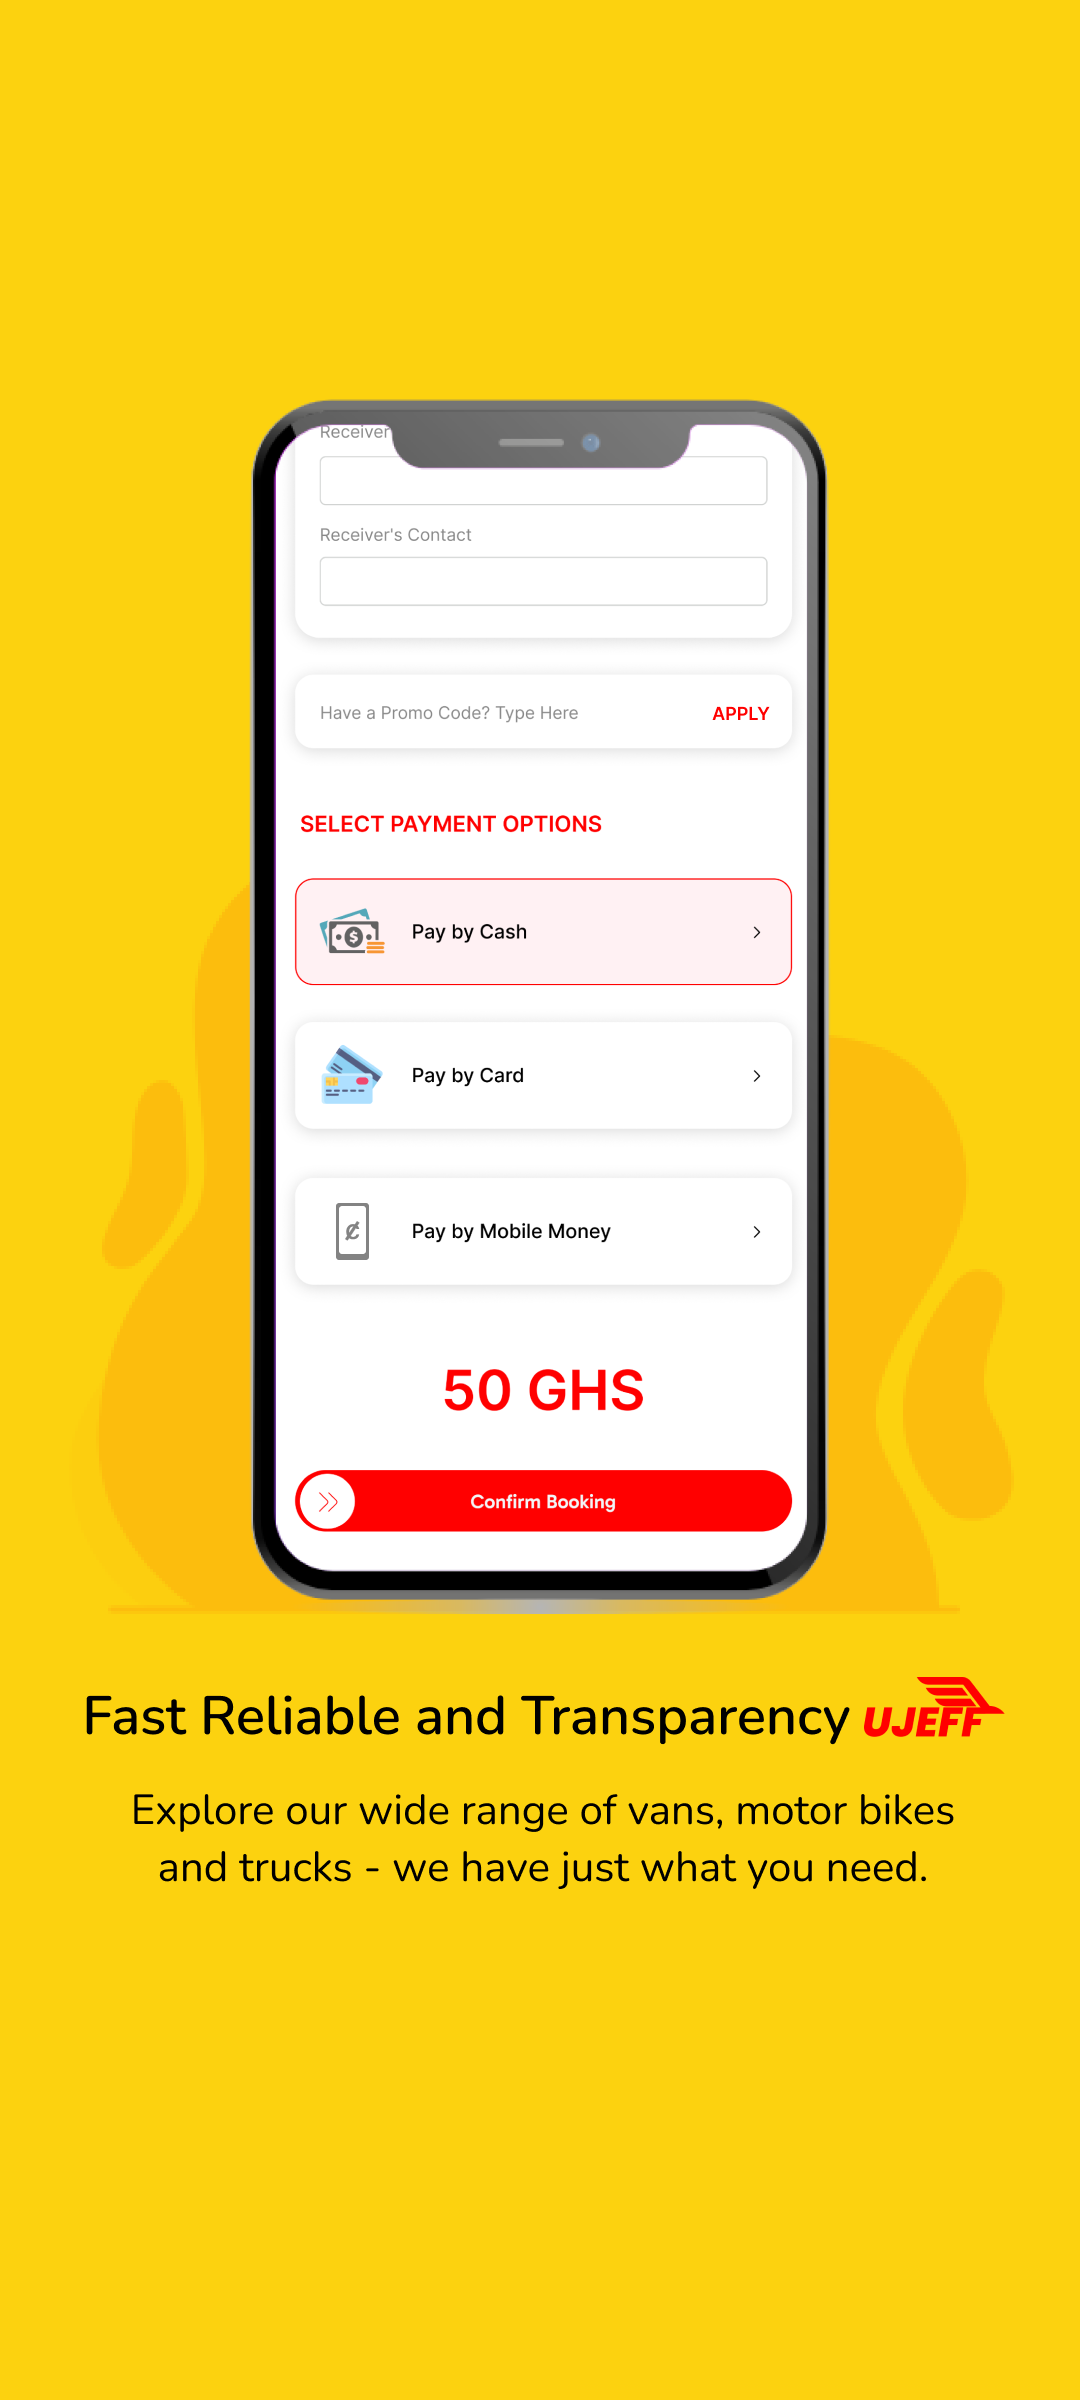 Receiver
Receiver's Contact
Have a Promo Code? Type Here APPLY
SELECT PAYMENT OPTIONS
Pay by Cash
Pay by Card
Pay by Mobile Money
50 GHS
Confirm Booking
Fast Reliable and Transparency UJEFF
Explore our wide range of vans, motor bikes
and trucks - we have just what you need.